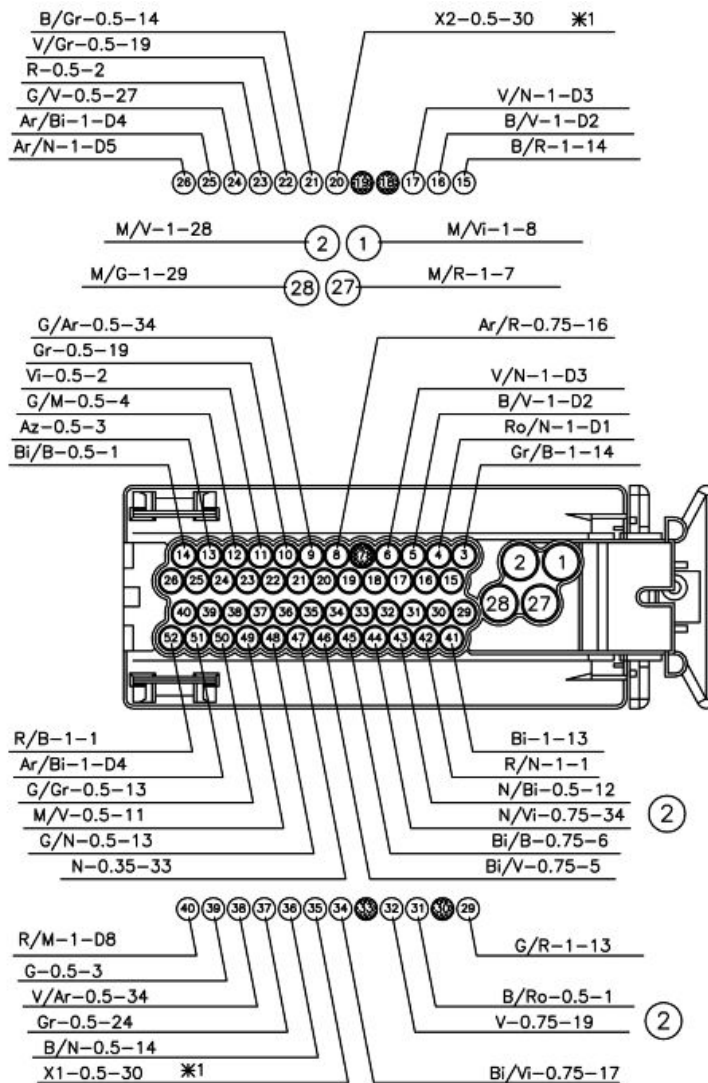 B/Gr-0.5-14 X2-0.5-30 ж1
V/Gr-0.5-19
R-0.5-2
G/V-0.5-27 V/N-1-D3
Ar/Bi-1-D4 B/V-1-D2
Ar/N-1-D5 B/R-1-14
26 25 24 23 22 21 20 19 18 17 16 15
M/V-1-28 2 1 M/Vi-1-8
M/G-1-29 28 27 M/R-1-7
G/Ar-0.5-34 Ar/R-0.75-16
Gr-0.5-19
Vi-0.5-2 V/N-1-D3
G/M-0.5-4 B/V-1-D2
Az-0.5-3 Ro/N-1-D1
Bi/B-0.5-1 Gr/B-1-14
14 13 12 11 10 9 8 7 6 5 4 3 2 1
26 25 24 23 22 21 20 19 18 17 16 15
40 39 38 37 36 35 34 33 32 31 30 29 28 27
52 51 50 49 48 47 46 45 44 43 42 41
R/B-1-1 Bi-1-13
Ar/Bi-1-D4 R/N-1-1
G/Gr-0.5-13 N/Bi-0.5-12
M/V-0.5-11 N/Vi-0.75-34 2
G/N-0.5-13 Bi/B-0.75-6
N-0.35-33 Bi/V-0.75-5
40 39 38 37 36 35 34 33 32 31 30 29
R/M-1-D8 G/R-1-13
G-0.5-3
V/Ar-0.5-34 B/Ro-0.5-1
Gr-0.5-24 V-0.75-19 2
B/N-0.5-14
X1-0.5-30 ж1 Bi/Vi-0.75-17